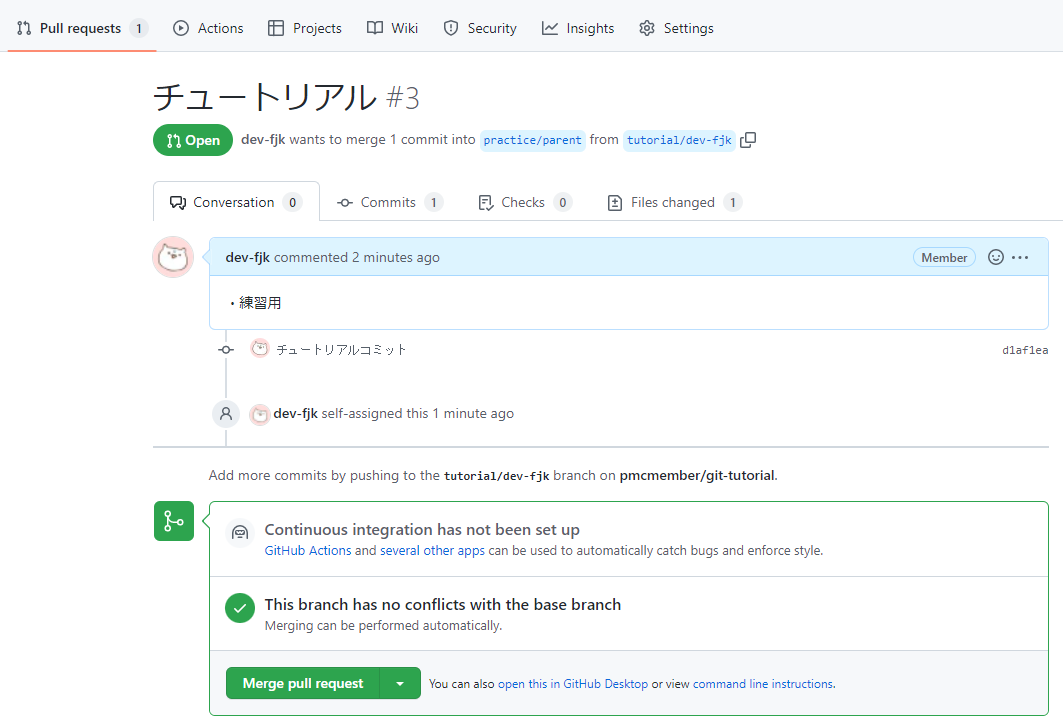 Pull requests 1 Actions Projects Wiki Security Insights Settings
チュートリアル #3
Open dev-fjk wants to merge 1 commit into practice/parent from tutorial/dev-fjk
Conversation 0 Commits 1 Checks 0 Files changed 1
dev-fjk commented 2 minutes ago Member
・練習用
チュートリアルコミット d1af1ea
dev-fjk self-assigned this 1 minute ago
Add more commits by pushing to the tutorial/dev-fjk branch on pmcmember/git-tutorial.
Continuous integration has not been set up
GitHub Actions and several other apps can be used to automatically catch bugs and enforce style.
This branch has no conflicts with the base branch
Merging can be performed automatically.
Merge pull request You can also open this in GitHub Desktop or view command line instructions.